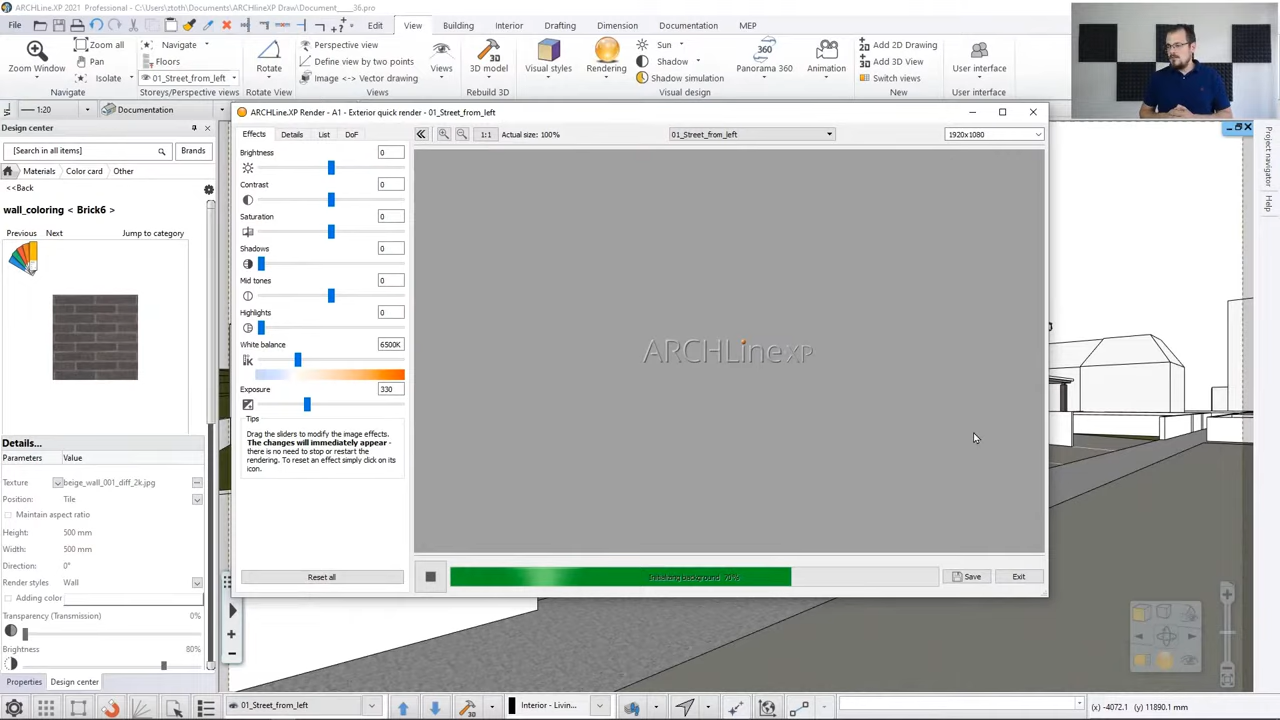 ARCHLine.XP 2021 Professional - C:\Users\ztoth\Documents\ARCHlineXP Draw\Document____36.pro
File Edit View Building Interior Drafting Dimension Documentation MEP
Zoom Window
Zoom all
Pan
Isolate
Navigate
Navigate
Floors
01_Street_from_left
Storeys/Perspective views
Rotate
Perspective view
Define view by two points
Image <-> Vector drawing
Views
Views
3D model
Rebuild 3D
Visual styles
Rendering
Sun
Shadow
Shadow simulation
Visual design
Panorama 360
Animation
Add 2D Drawing
Add 3D View
Switch views
New
User interface
User interface
1:20
Documentation
Design center
[Search in all items]
Brands
Materials Color card Other
<<Back
wall_coloring < Brick6 >
Previous Next Jump to category
Details...
Parameters Value
Texture beige_wall_001_diff_2k.jpg
Position: Tile
Maintain aspect ratio
Height: 500 mm
Width: 500 mm
Direction: 0°
Render styles Wall
Adding color
Transparency (Transmission) 0%
Brightness 80%
Properties Design center
ARCHLine.XP Render - A1 - Exterior quick render - 01_Street_from_left
Effects Details List DoF
1:1 Actual size: 100%
01_Street_from_left
1920x1080
Brightness 0
Contrast 0
Saturation 0
Shadows 0
Mid tones 0
Highlights 0
White balance 6500K
Exposure 330
Tips
Drag the sliders to modify the image effects.
The changes will immediately appear -
there is no need to stop or restart the
rendering. To reset an effect simply click on its
icon.
Reset all
ARCHLine XP
Initializing background 70%
Save
Exit
Project navigator
Help
01_Street_from_left
Interior - Livin...
(x) -4072.1 (y) 11890.1 mm